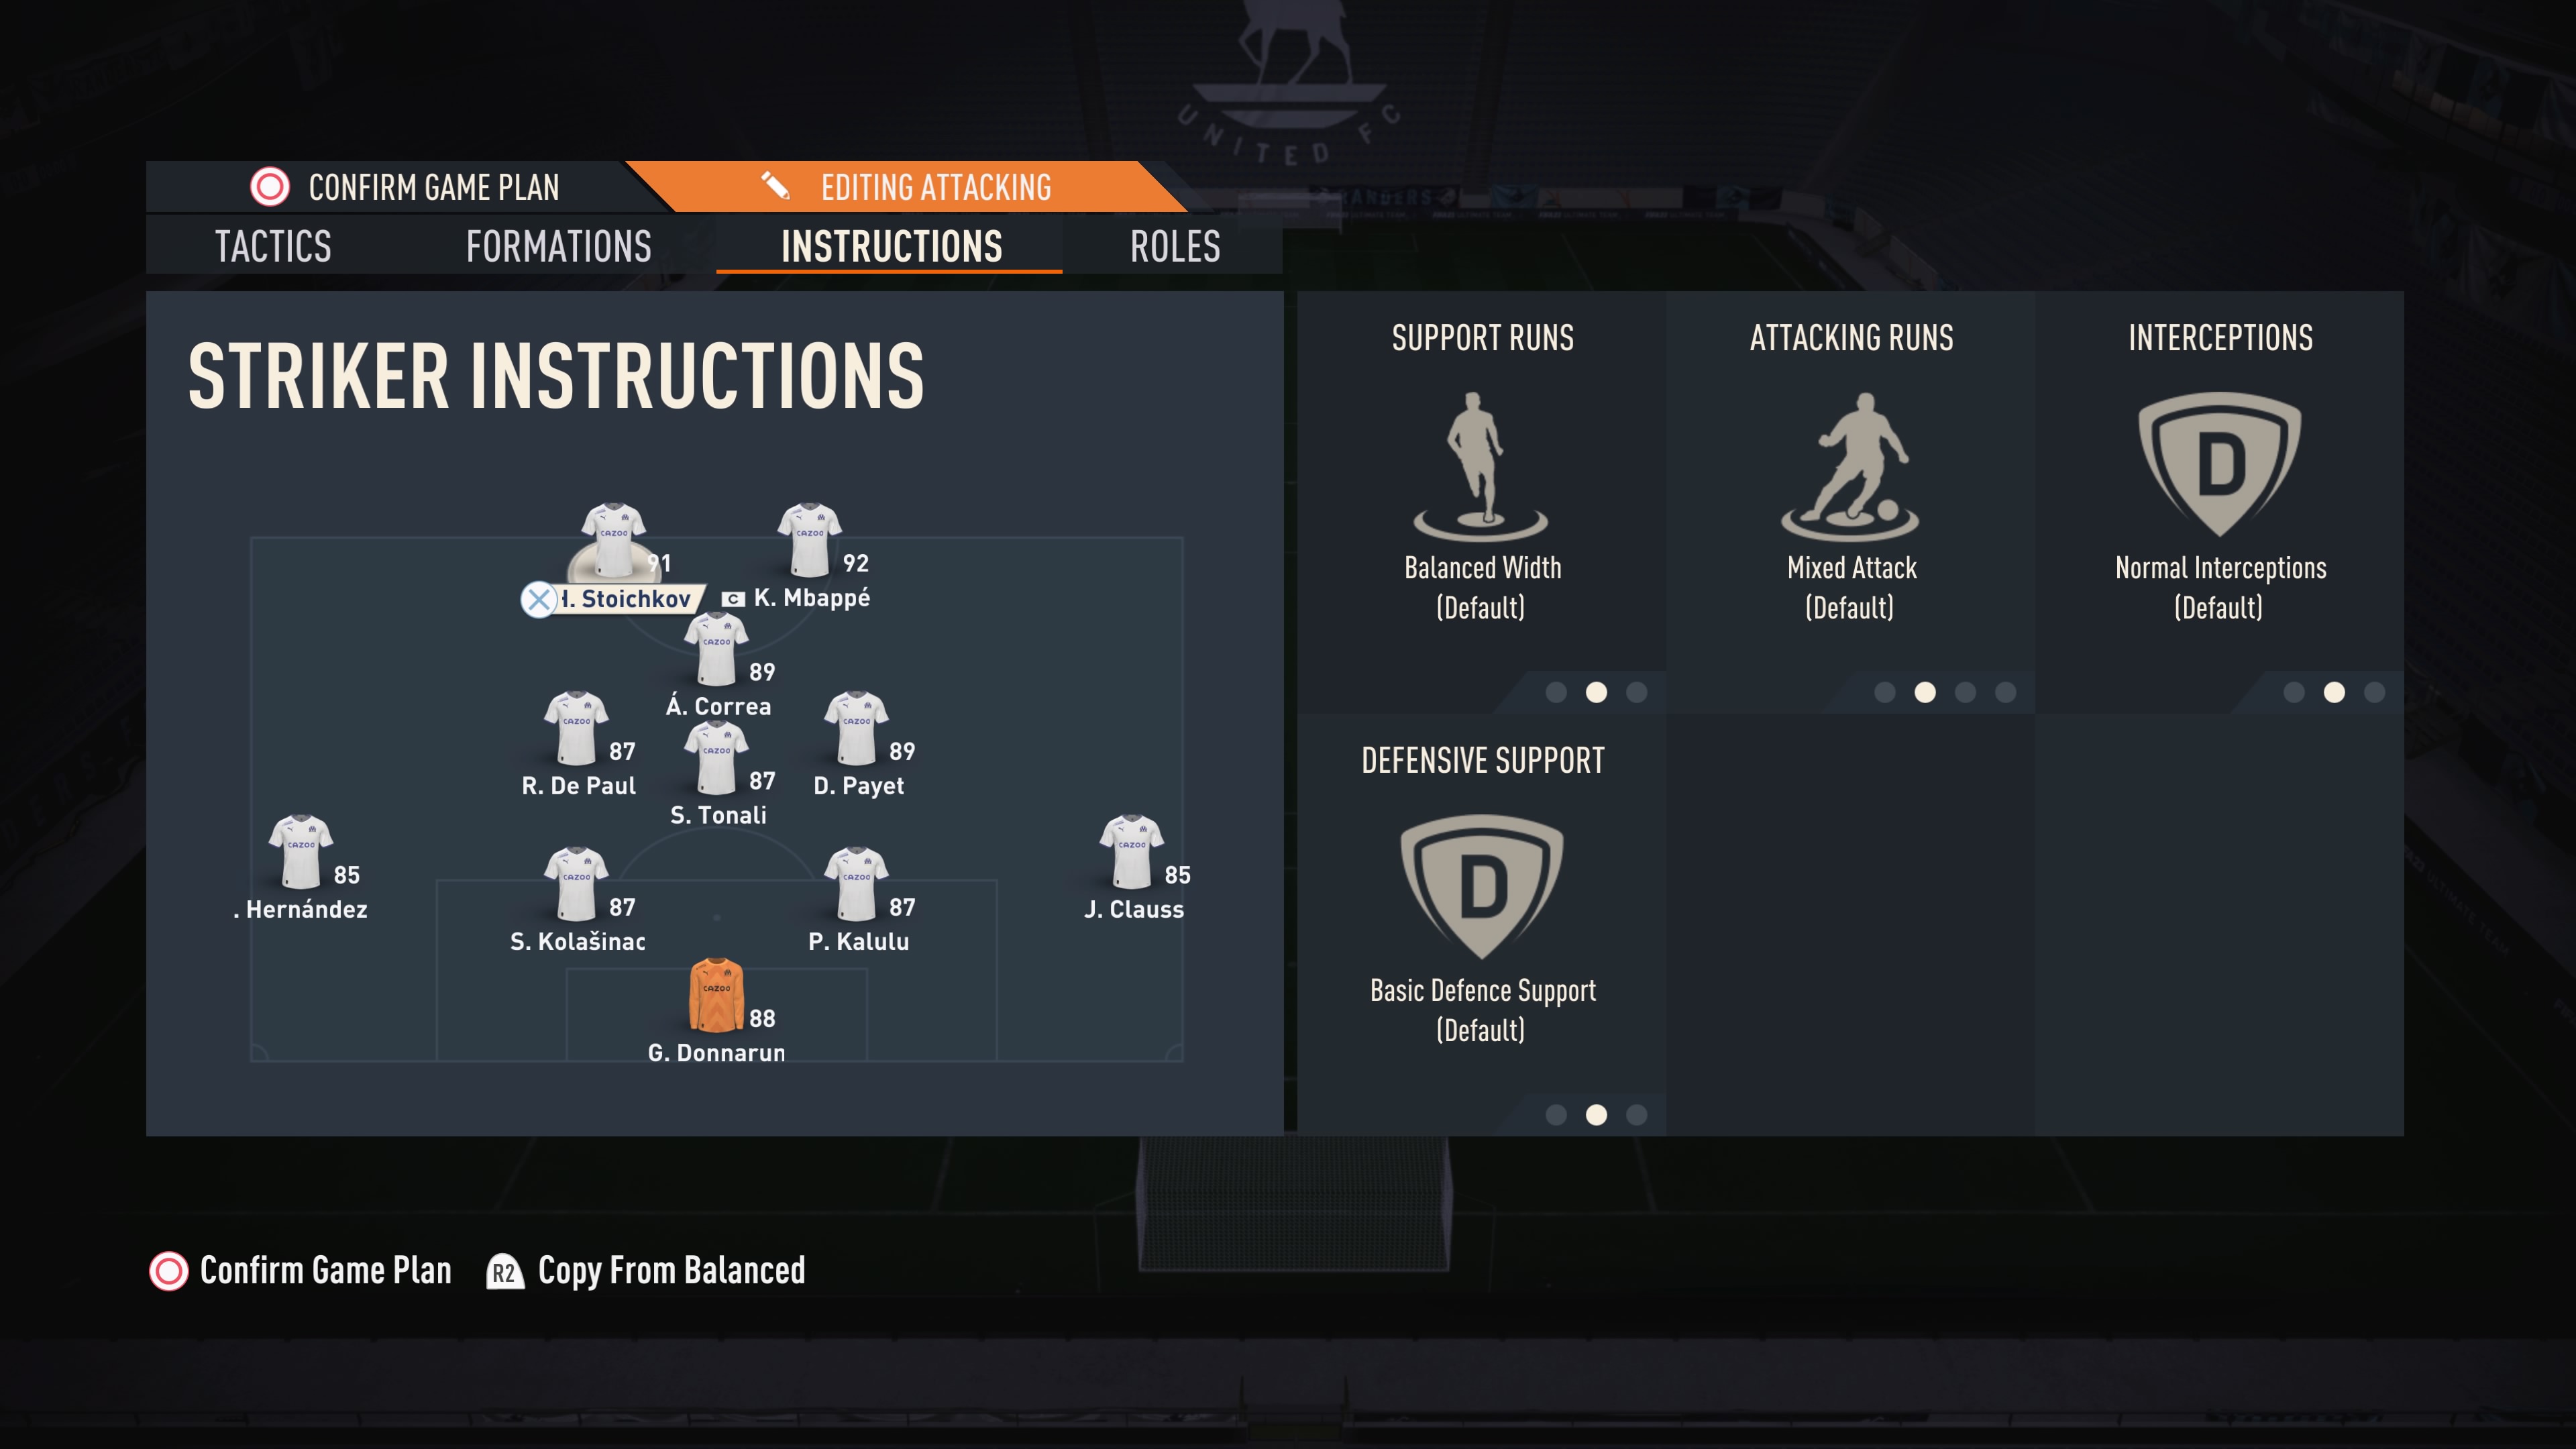 UNITED FC
CONFIRM GAME PLAN
EDITING ATTACKING
TACTICS
FORMATIONS
INSTRUCTIONS
ROLES
STRIKER INSTRUCTIONS
91
92
H. Stoichkov
C K. Mbappé
89
Á. Correa
87
89
R. De Paul
87
D. Payet
S. Tonali
85
85
. Hernández
87
87
J. Clauss
S. Kolašinac
P. Kalulu
88
G. Donnarun
SUPPORT RUNS
Balanced Width
(Default)
ATTACKING RUNS
Mixed Attack
(Default)
INTERCEPTIONS
D
Normal Interceptions
(Default)
DEFENSIVE SUPPORT
D
Basic Defence Support
(Default)
Confirm Game Plan
R2 Copy From Balanced